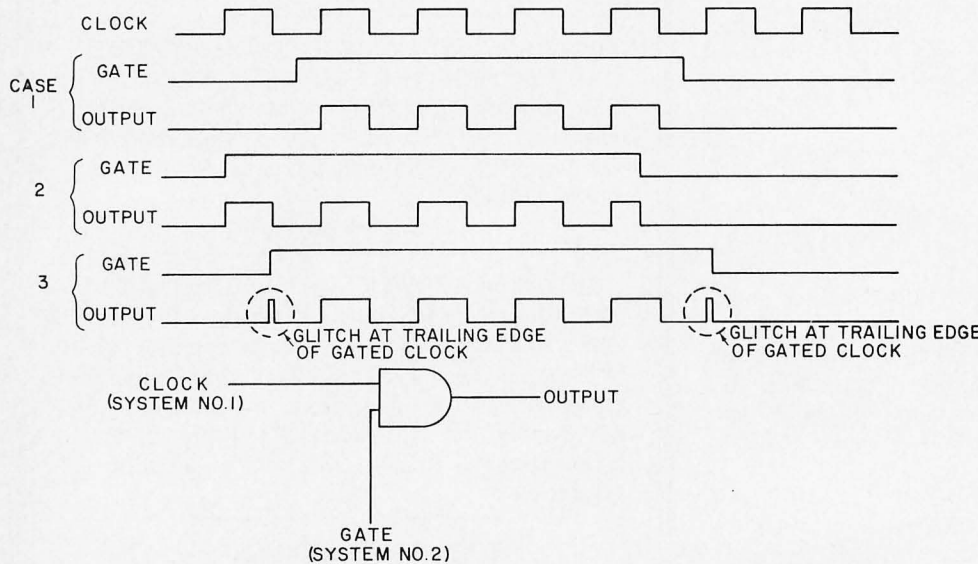 CLOCK
CASE 1
GATE
OUTPUT
2
GATE
OUTPUT
3
GATE
OUTPUT
GLITCH AT TRAILING EDGE
OF GATED CLOCK
GLITCH AT TRAILING EDGE
OF GATED CLOCK
CLOCK
(SYSTEM NO.1)
OUTPUT
GATE
(SYSTEM NO.2)